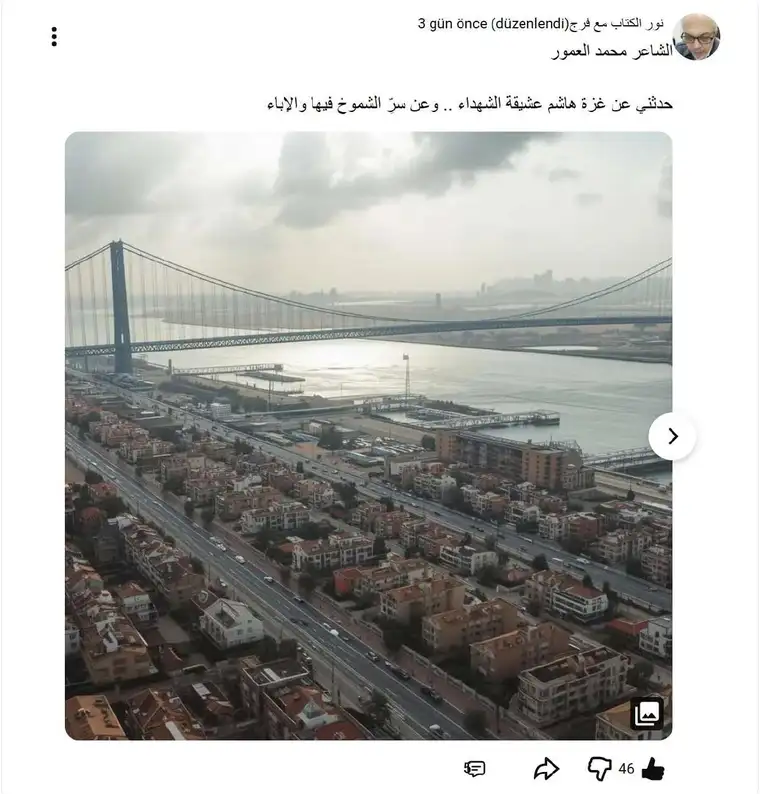 نور الكتاب مع فرج(düzenlendi) 3 gün önce
الشاعر محمد العمور
حدثني عن غزة هاشم عشيقة الشهداء .. وعن سرّ الشموخ فيها والإباء
46